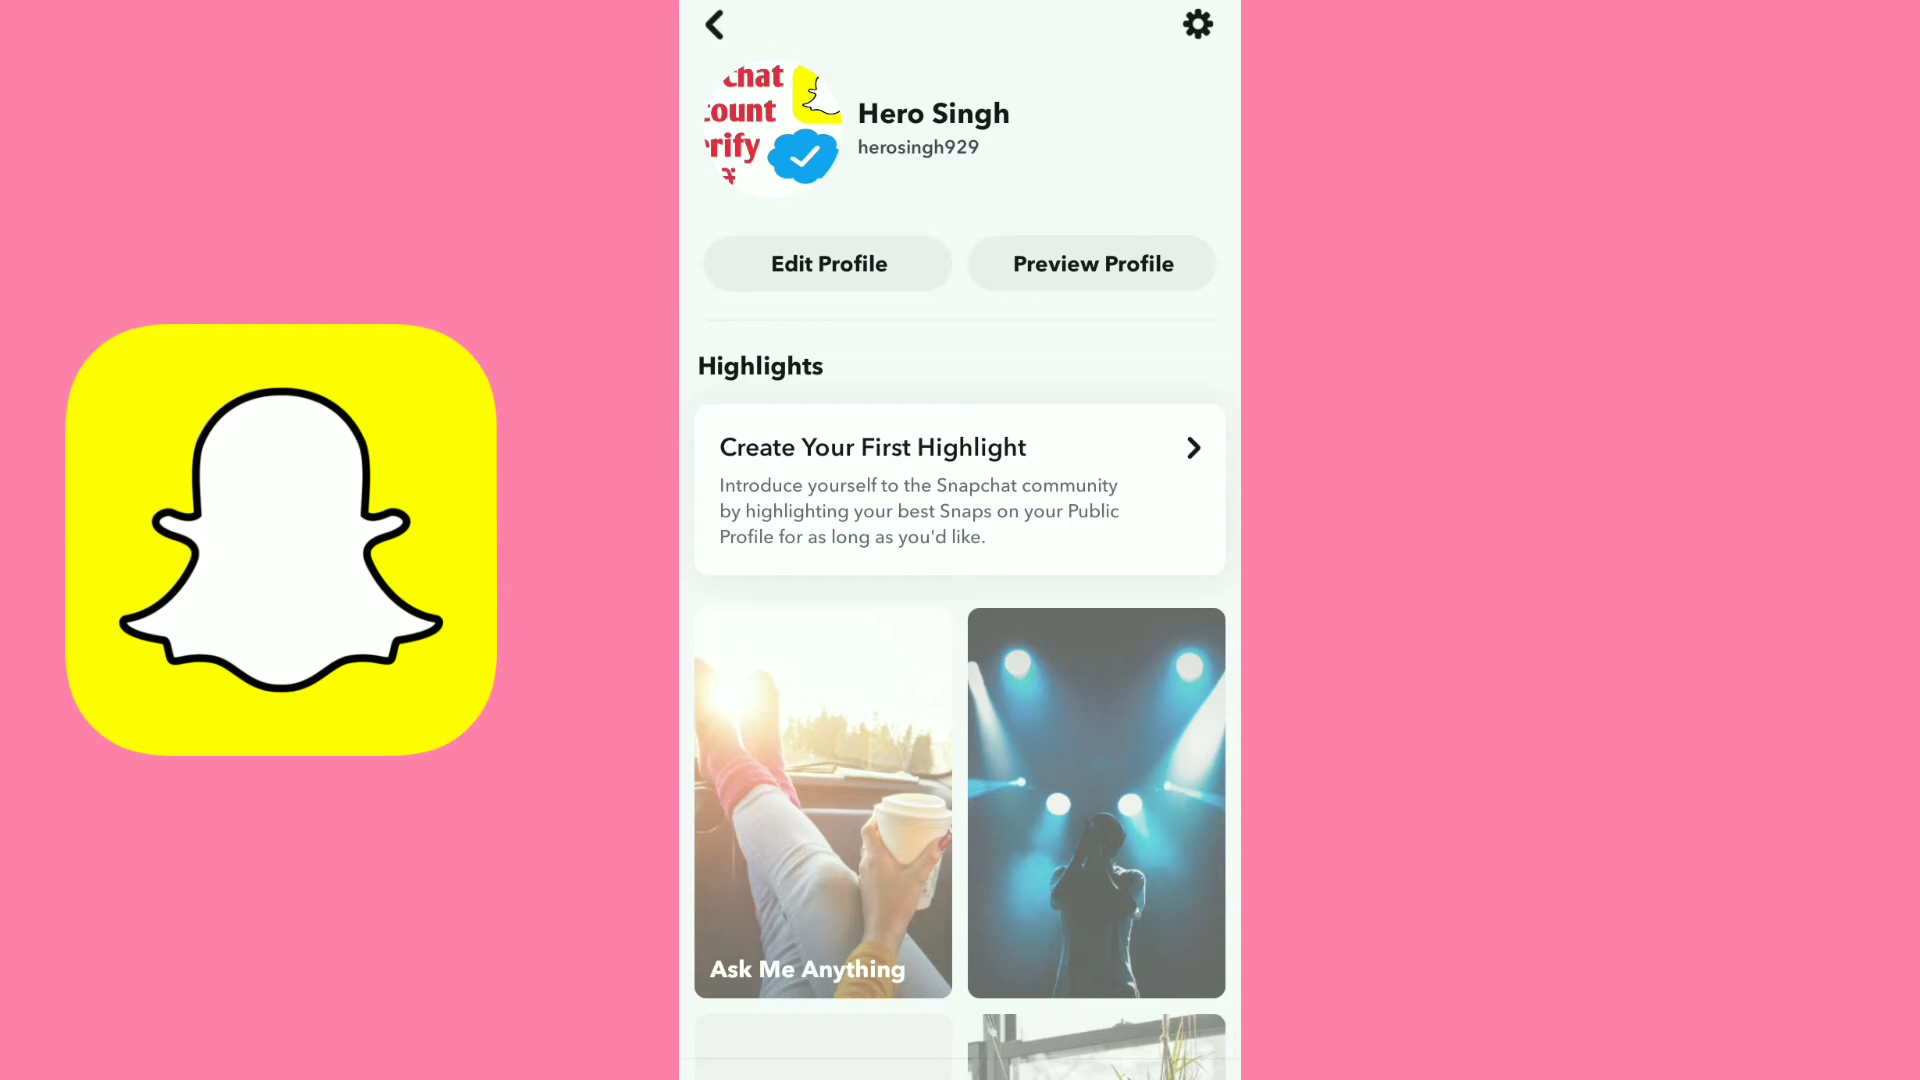 chat
count
rify
Hero Singh
herosingh929
Edit Profile
Preview Profile
Highlights
Create Your First Highlight
Introduce yourself to the Snapchat community
by highlighting your best Snaps on your Public
Profile for as long as you'd like.
Ask Me Anything